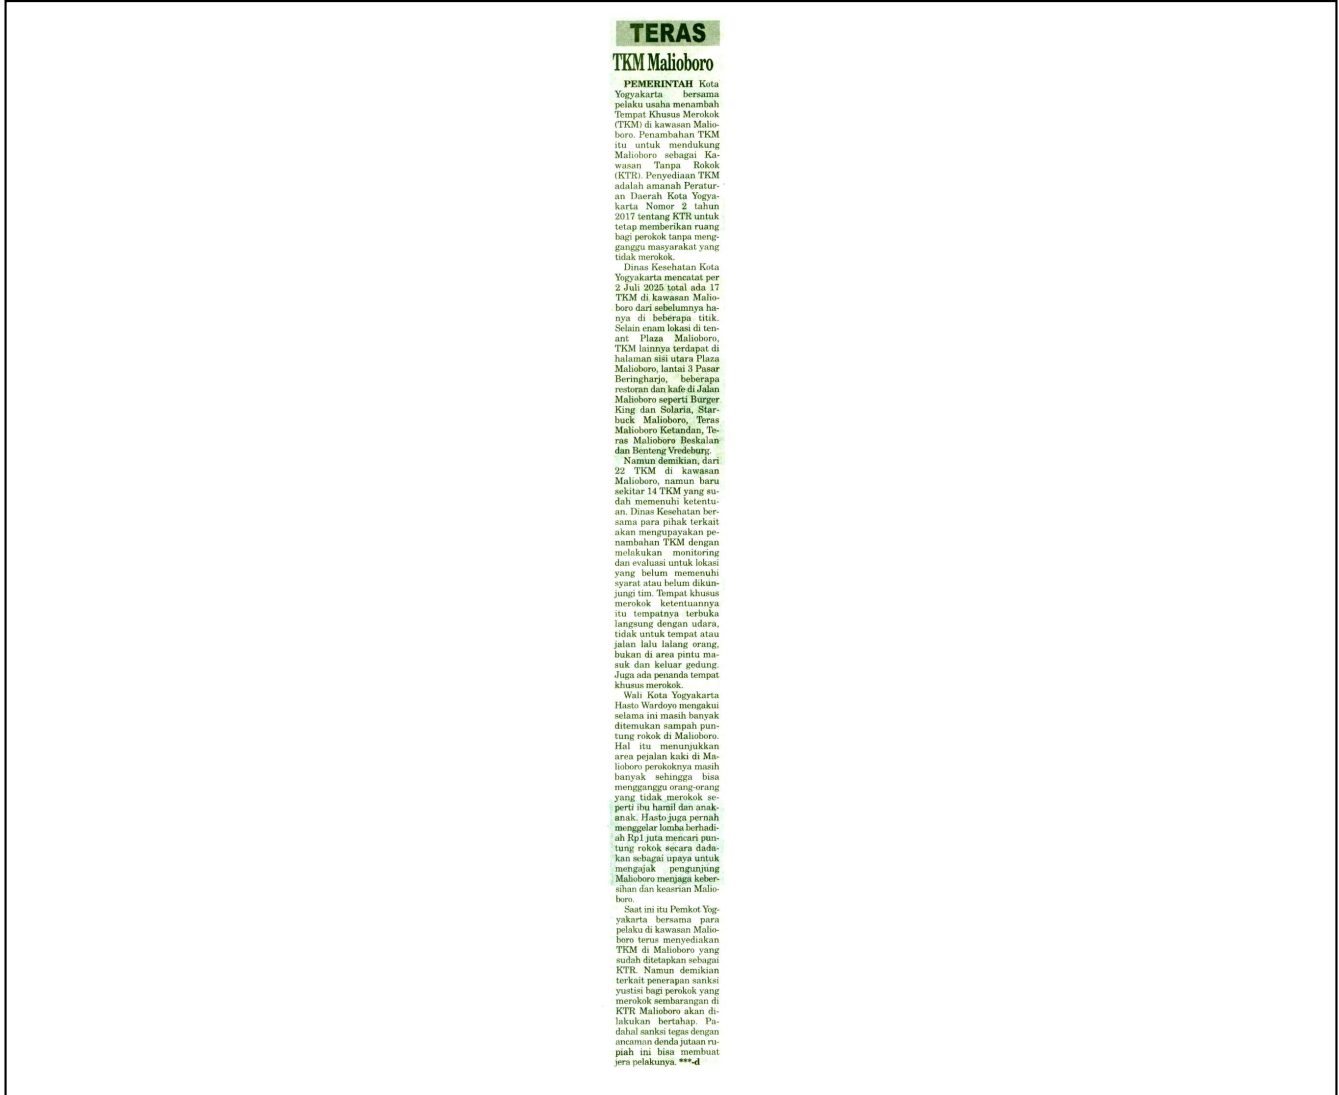 TERAS
TKM Malioboro
PEMERINTAH Kota
Yogyakarta bersama
pelaku usaha menambah
Tempat Khusus Merokok
(TKM) di kawasan Malio-
boro. Penambahan TKM
itu untuk mendukung
Malioboro sebagai Ka-
wasan Tanpa Rokok
(KTR). Penyediaan TKM
adalah amanah Peratur-
an Daerah Kota Yogya-
karta Nomor 2 tahun
2017 tentang KTR untuk
tetap memberikan ruang
bagi perokok tanpa meng-
ganggu masyarakat yang
tidak merokok.
Dinas Kesehatan Kota
Yogyakarta mencatat per
2 Juli 2025 total ada 17
TKM di kawasan Malio-
boro dari sebelumnya ha-
nya di beberapa titik.
Selain enam lokasi di ten-
ant Plaza Malioboro,
TKM lainnya terdapat di
halaman sisi utara Plaza
Malioboro, lantai 3 Pasar
Beringharjo, beberapa
restoran dan kafe di Jalan
Malioboro seperti Burger
King dan Solaria, Star-
buck Malioboro, Teras
Malioboro Ketandan, Te-
ras Malioboro Beskalan
dan Benteng Vredeburg.
Namun demikian, dari
22 TKM di kawasan
Malioboro, namun baru
sekitar 14 TKM yang su-
dah memenuhi ketentu-
an. Dinas Kesehatan ber-
sama para pihak terkait
akan mengupayakan pe-
nambahan TKM dengan
melakukan monitoring
dan evaluasi untuk lokasi
yang belum memenuhi
syarat atau belum dikun-
jungi tim. Tempat khusus
merokok ketentuannya
itu tempatnya terbuka
langsung dengan udara,
tidak untuk tempat atau
jalan lalu lalang orang,
bukan di area pintu ma-
suk dan keluar gedung.
Juga ada penanda tempat
khusus merokok.
Wali Kota Yogyakarta
Hasto Wardoyo mengakui
selama ini masih banyak
ditemukan sampah pun-
tung rokok di Malioboro.
Hal itu menunjukkan
area pejalan kaki di Ma-
lioboro perokoknya masih
banyak sehingga bisa
mengganggu orang-orang
yang tidak merokok se-
perti ibu hamil dan anak-
anak. Hasto juga pernah
menggelar lomba berhadi-
ah Rp1 juta mencari pun-
tung rokok secara dada-
kan sebagai upaya untuk
mengajak pengunjung
Malioboro menjaga keber-
sihan dan keasrian Malio-
boro.
Saat ini itu Pemkot Yog-
yakarta bersama para
pelaku di kawasan Malio-
boro terus menyediakan
TKM di Malioboro yang
sudah ditetapkan sebagai
KTR. Namun demikian
terkait penerapan sanksi
yustisi bagi perokok yang
merokok sembarangan di
KTR Malioboro akan di-
lakukan bertahap. Pa-
dahal sanksi tegas dengan
ancaman denda jutaan ru-
piah ini bisa membuat
jera pelakunya. ***-d